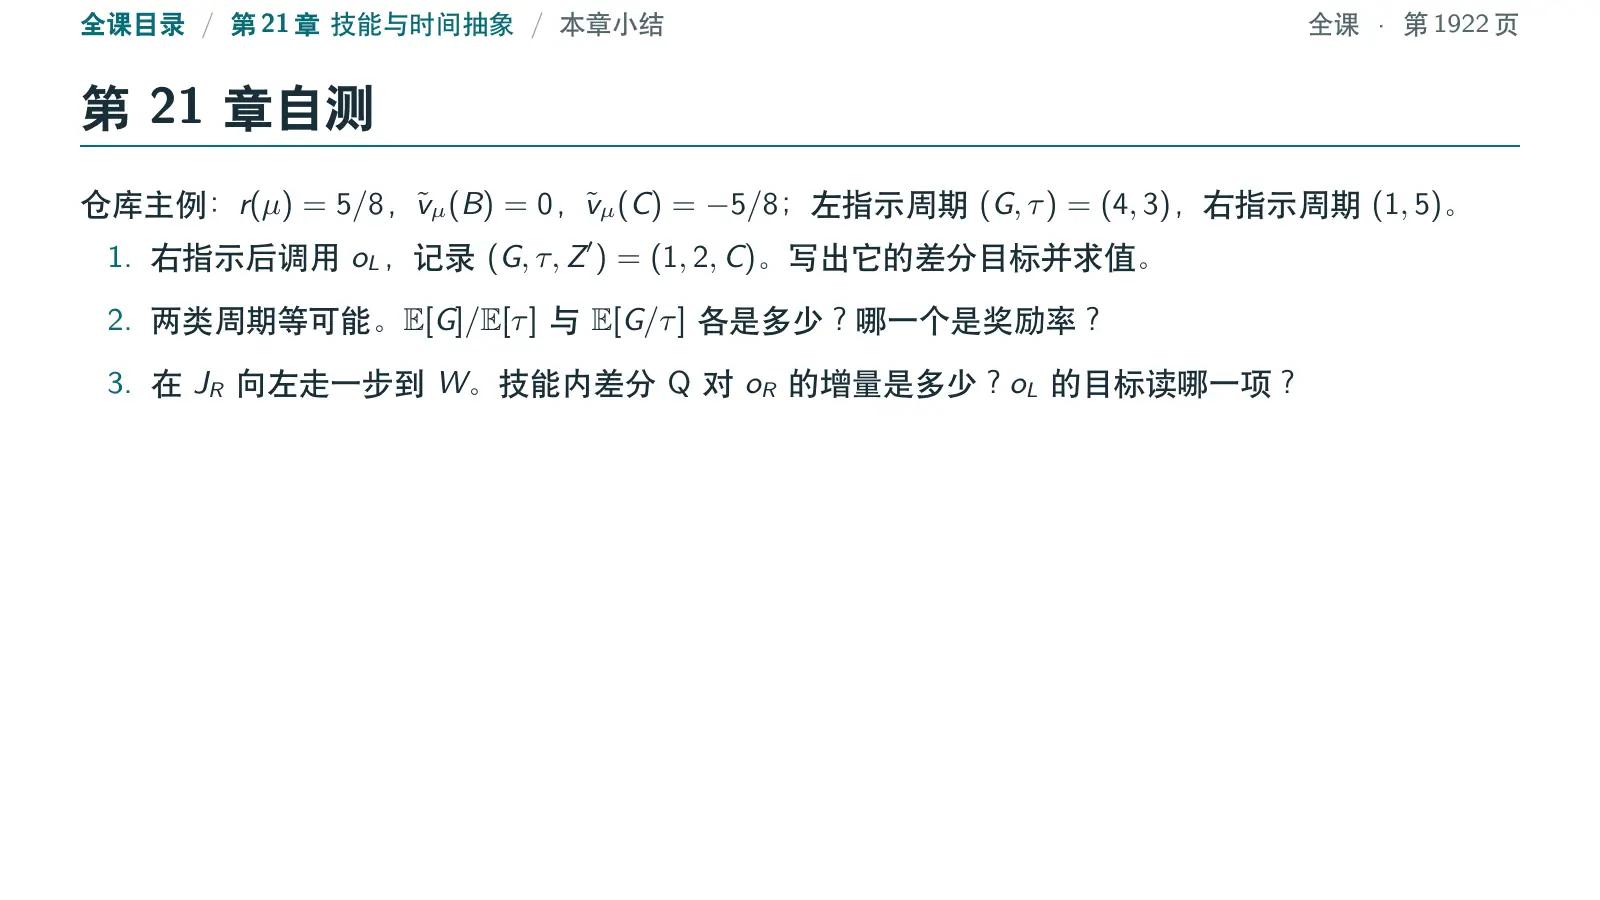 全课目录 / 第 21 章 技能与时间抽象 / 本章小结
全课 · 第 1922 页
第 21 章自测
仓库主例：r(μ) = 5/8，ṽμ(B) = 0，ṽμ(C) = −5/8；左指示周期 (G, τ) = (4, 3)，右指示周期 (1, 5)。
1. 右指示后调用 oL，记录 (G, τ, Z′) = (1, 2, C)。写出它的差分目标并求值。
2. 两类周期等可能。𝔼[G]/𝔼[τ] 与 𝔼[G/τ] 各是多少？哪一个是奖励率？
3. 在 JR 向左走一步到 W。技能内差分 Q 对 oR 的增量是多少？oL 的目标读哪一项？